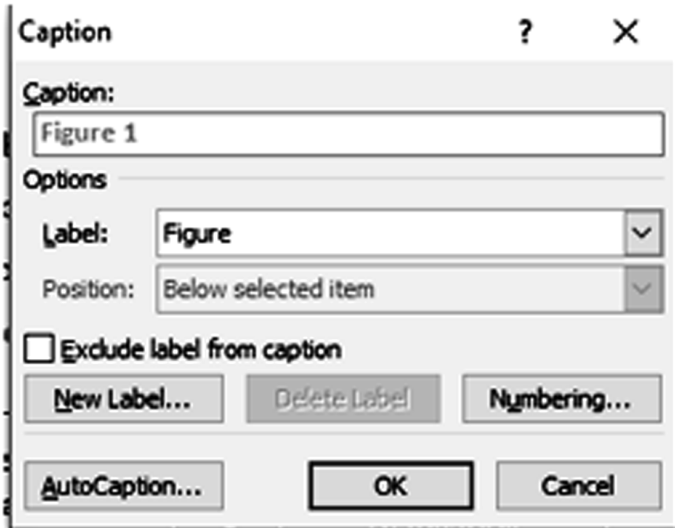 Caption ?
Caption:
Figure 1
Options
Label: Figure
Position: Below selected item
Exclude label from caption
New Label... Delete Label Numbering...
AutoCaption... OK Cancel